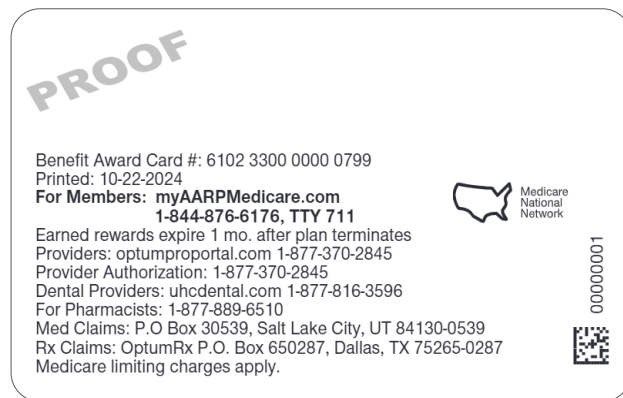 PROOF
Benefit Award Card #: 6102 3300 0000 0799
Printed: 10-22-2024
For Members: myAARPMedicare.com
1-844-876-6176, TTY 711
Earned rewards expire 1 mo. after plan terminates
Providers: optumproportal.com 1-877-370-2845
Provider Authorization: 1-877-370-2845
Dental Providers: uhcdental.com 1-877-816-3596
For Pharmacists: 1-877-889-6510
Med Claims: P.O Box 30539, Salt Lake City, UT 84130-0539
Rx Claims: OptumRx P.O. Box 650287, Dallas, TX 75265-0287
Medicare limiting charges apply.
Medicare
National
Network
00000001